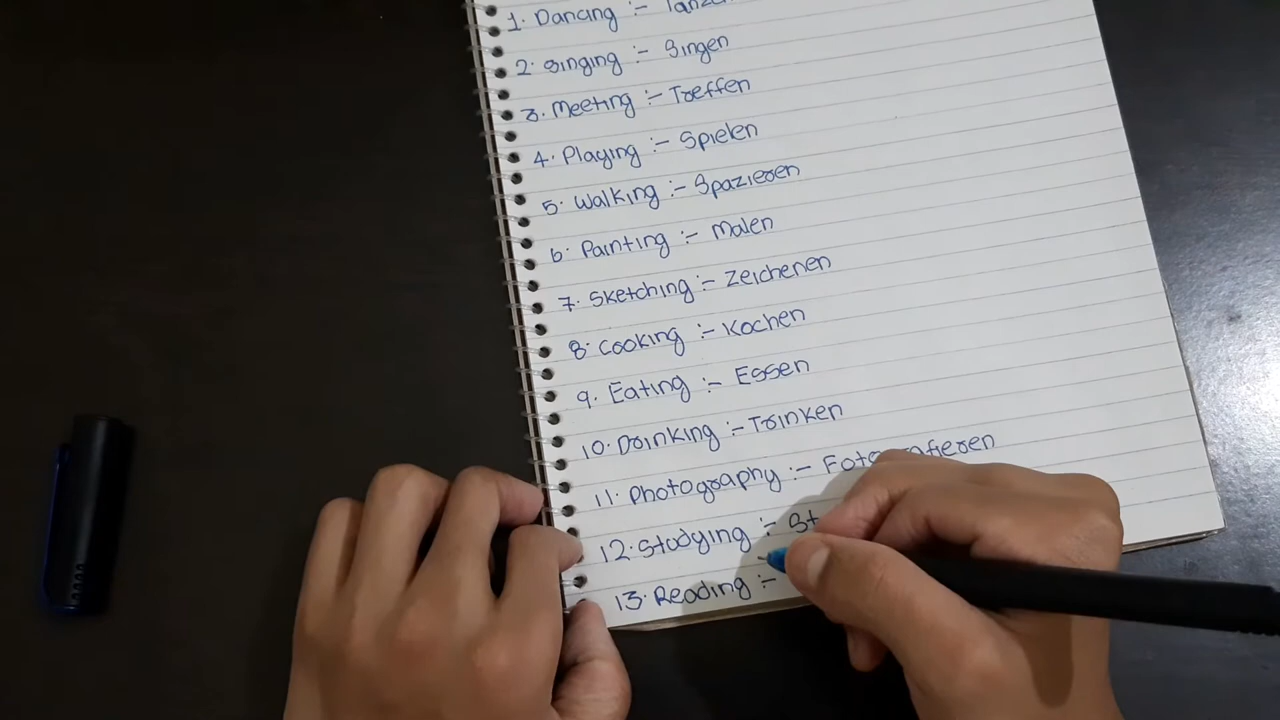 1. Dancing :-
2. Singing :- Singen
3. Meeting :- Treffen
4. Playing :- Spielen
5. Walking :- Spazieren
6. Painting :- Malen
7. Sketching :- Zeichenen
8. Cooking :- Kochen
9. Eating :- Essen
10. Drinking :- Trinken
11. Photography :-
12. Studying :-
13. Reading :-